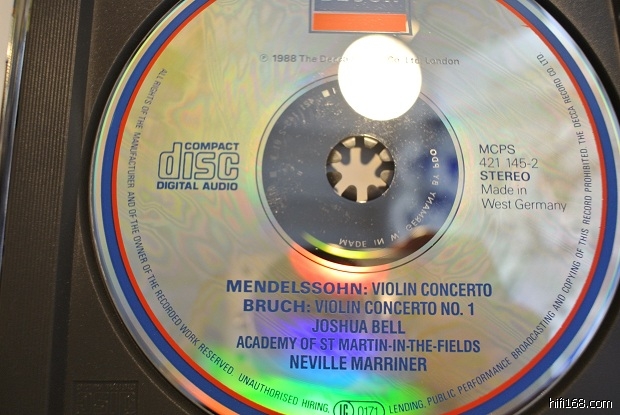 DECCA
℗ 1988 The Decca
London
COMPACT
disc
DIGITAL AUDIO
MCPS
421 145-2
STEREO
Made in
West Germany
MADE IN W. GERMANY BY PDO
MENDELSSOHN: VIOLIN CONCERTO
BRUCH: VIOLIN CONCERTO NO. 1
JOSHUA BELL
ACADEMY OF ST MARTIN-IN-THE-FIELDS
NEVILLE MARRINER
ALL RIGHTS OF THE MANUFACTURER AND OF THE OWNER OF THE RECORDED WORK RESERVED. UNAUTHORISED HIRING, LENDING, PUBLIC PERFORMANCE BROADCASTING AND COPYING OF THIS RECORD PROHIBITED THE DECCA RECORD CO LTD
LC 0171
hifi168.com